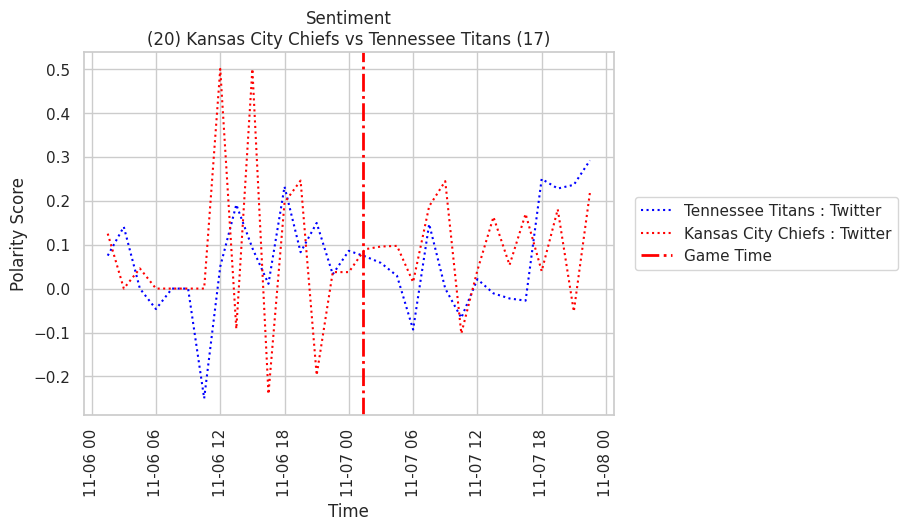 Sentiment
(20) Kansas City Chiefs vs Tennessee Titans (17)
Polarity Score
0.5
0.4
0.3
0.2
0.1
0.0
−0.1
−0.2
11-06 00
11-06 06
11-06 12
11-06 18
11-07 00
11-07 06
11-07 12
11-07 18
11-08 00
Time
Tennessee Titans : Twitter
Kansas City Chiefs : Twitter
Game Time